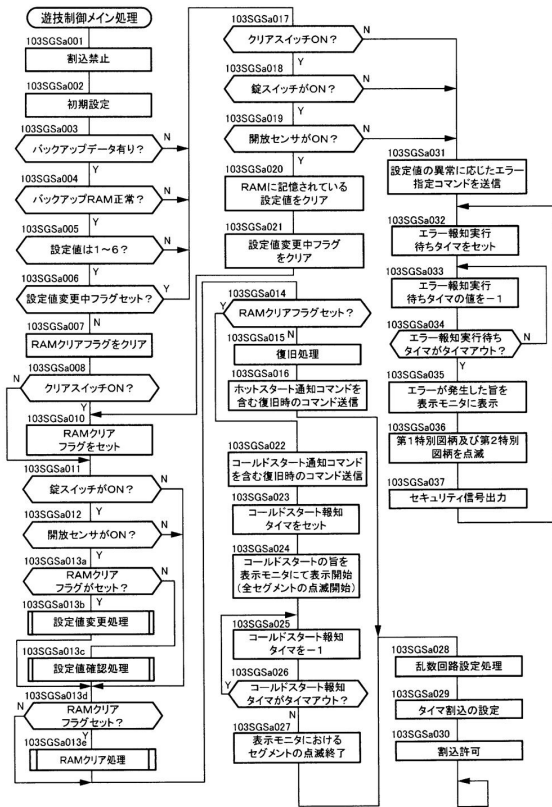 遊技制御メイン処理
103SGSa001
割込禁止
103SGSa002
初期設定
103SGSa003
バックアップデータ有り?
N
Y
103SGSa004
バックアップRAM正常?
N
Y
103SGSa005
設定値は1～6?
N
Y
103SGSa006
設定値変更中フラグセット?
Y
N
103SGSa007
RAMクリアフラグをクリア
103SGSa008
クリアスイッチON?
N
Y
103SGSa010
RAMクリア
フラグをセット
103SGSa011
錠スイッチがON?
N
Y
103SGSa012
開放センサがON?
N
Y
103SGSa013a
RAMクリア
フラグがセット?
N
Y
103SGSa013b
設定値変更処理
103SGSa013c
設定値確認処理
103SGSa013d
RAMクリア
フラグセット?
N
Y
103SGSa013e
RAMクリア処理
103SGSa017
クリアスイッチON?
N
Y
103SGSa018
錠スイッチがON?
N
Y
103SGSa019
開放センサがON?
N
Y
103SGSa020
RAMに記憶されている
設定値をクリア
103SGSa021
設定値変更中フラグ
をクリア
103SGSa014
RAMクリアフラグセット?
Y
N
103SGSa015
復旧処理
103SGSa016
ホットスタート通知コマンド
を含む復旧時のコマンド送信
103SGSa022
コールドスタート通知コマンド
を含む復旧時のコマンド送信
103SGSa023
コールドスタート報知
タイマをセット
103SGSa024
コールドスタートの旨を
表示モニタにて表示開始
(全セグメントの点滅開始)
103SGSa025
コールドスタート報知
タイマを－1
103SGSa026
コールドスタート報知
タイマがタイマアウト?
Y
N
103SGSa027
表示モニタにおける
セグメントの点滅終了
103SGSa031
設定値の異常に応じたエラー
指定コマンドを送信
103SGSa032
エラー報知実行
待ちタイマをセット
103SGSa033
エラー報知実行
待ちタイマの値を－1
103SGSa034
エラー報知実行待ち
タイマがタイマアウト?
N
Y
103SGSa035
エラーが発生した旨を
表示モニタに表示
103SGSa036
第1特別図柄及び第2特別
図柄を点滅
103SGSa037
セキュリティ信号出力
103SGSa028
乱数回路設定処理
103SGSa029
タイマ割込の設定
103SGSa030
割込許可